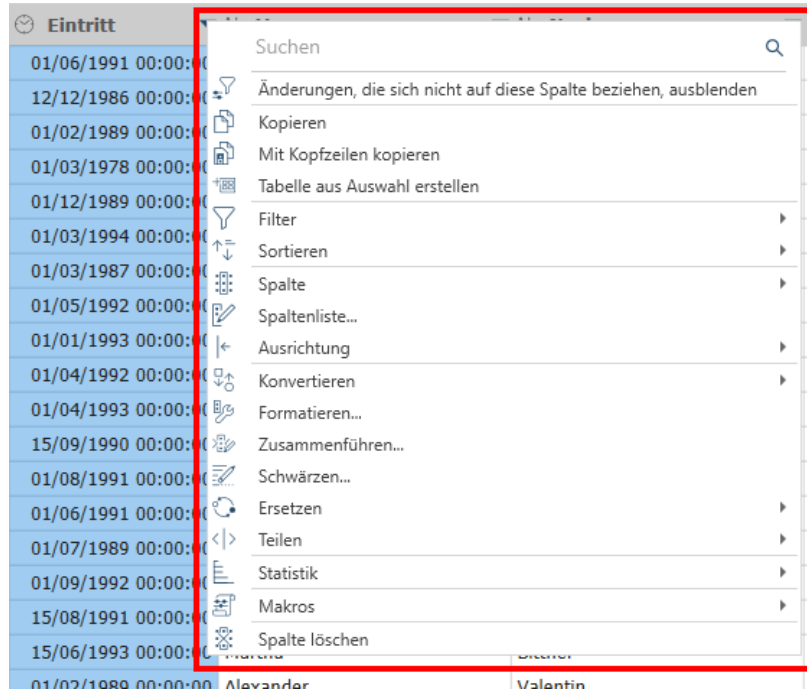 Eintritt
Suchen
01/06/1991 00:00:00
Änderungen, die sich nicht auf diese Spalte beziehen, ausblenden
12/12/1986 00:00:0
Kopieren
01/02/1989 00:00:0
Mit Kopfzeilen kopieren
01/03/1978 00:00:0
Tabelle aus Auswahl erstellen
01/12/1989 00:00:0
Filter
01/03/1994 00:00:0
Sortieren
01/03/1987 00:00:0
Spalte
01/05/1992 00:00:0
Spaltenliste...
01/01/1993 00:00:0
Ausrichtung
01/04/1992 00:00:0
Konvertieren
01/04/1993 00:00:0
Formatieren...
15/09/1990 00:00:0
Zusammenführen...
01/08/1991 00:00:0
Schwärzen...
01/06/1991 00:00:0
Ersetzen
01/07/1989 00:00:0
Teilen
01/09/1992 00:00:0
Statistik
15/08/1991 00:00:0
Makros
15/06/1993 00:00:0
Spalte löschen
01/02/1989 00:00:00 Alexander Valentin